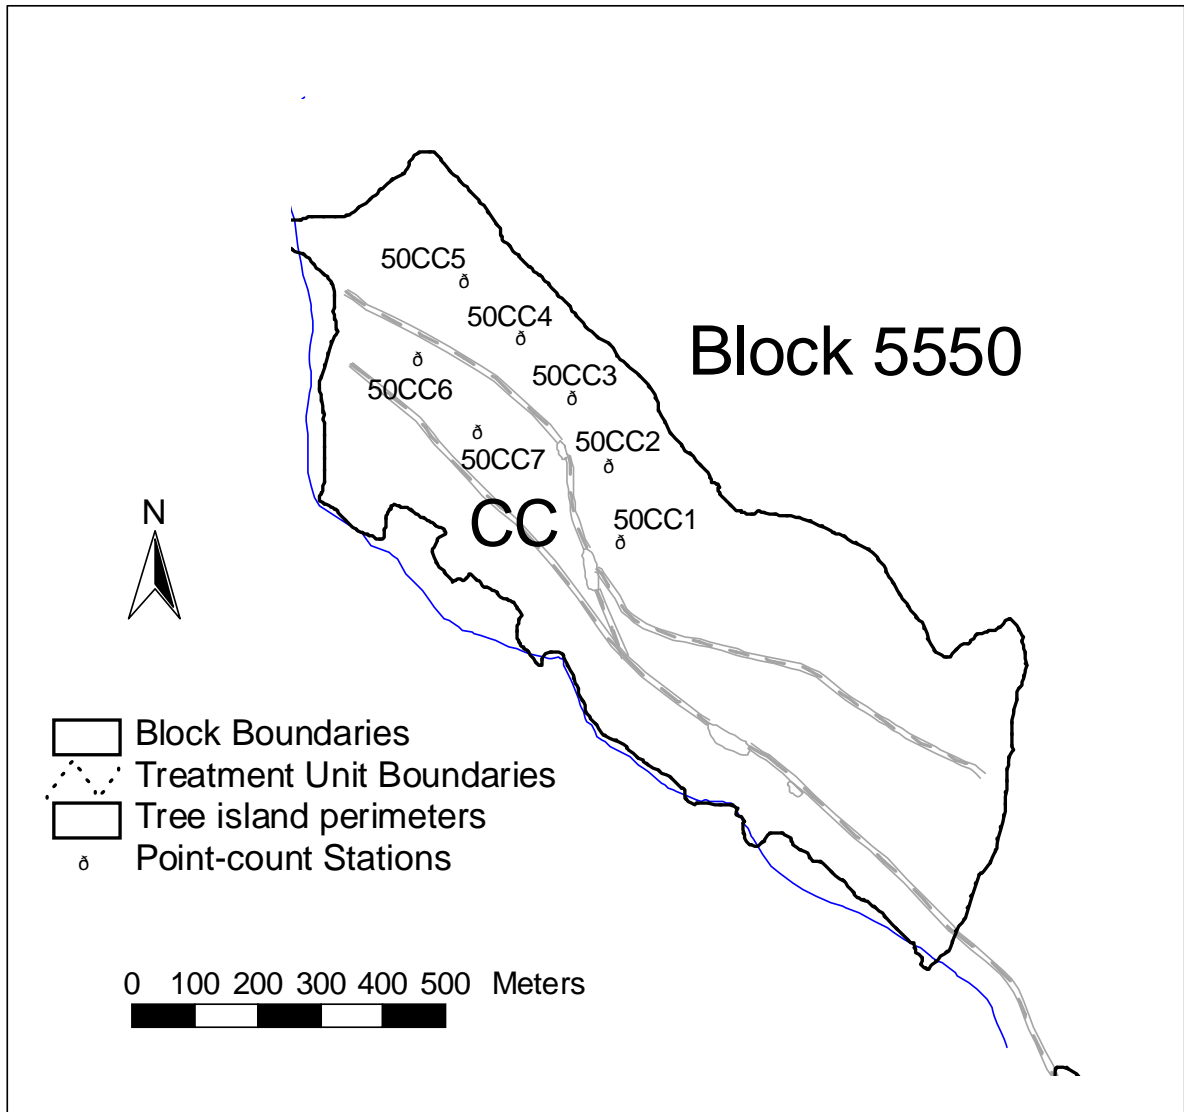 50CC5
50CC4
Block 5550
50CC3
50CC6
50CC2
50CC7
CC
50CC1
N
Block Boundaries
Treatment Unit Boundaries
Tree island perimeters
ð Point-count Stations
0 100 200 300 400 500 Meters